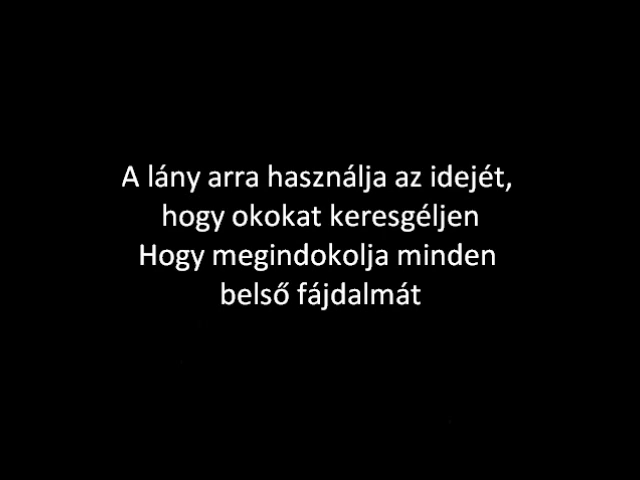 A lány arra használja az idejét,
hogy okokat keresgéljen
Hogy megindokolja minden
belső fájdalmát